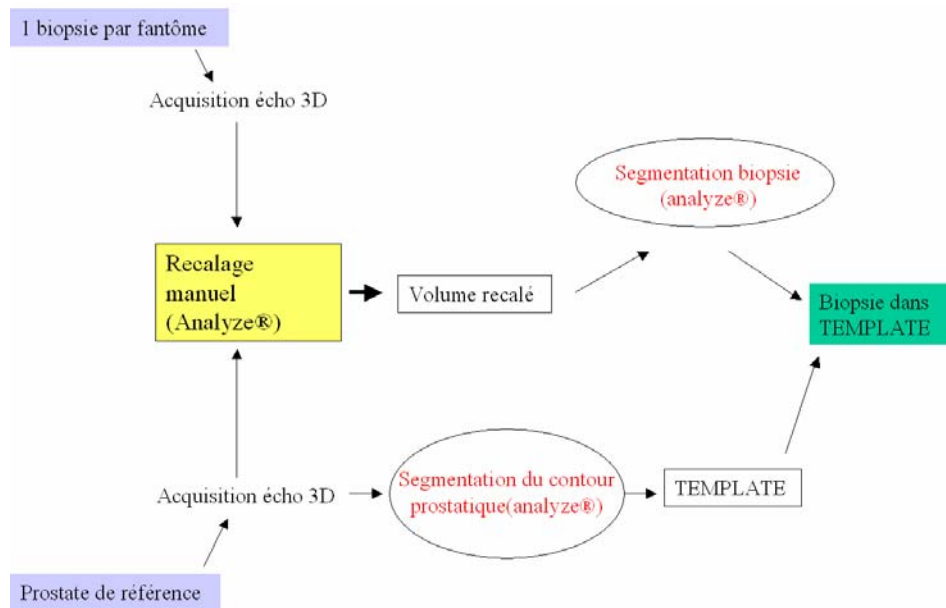 1 biopsie par fantôme
Acquisition écho 3D
Segmentation biopsie
(analyze®)
Recalage
manuel
(Analyze®)
Volume recalé
Biopsie dans
TEMPLATE
Acquisition écho 3D
Segmentation du contour
prostatique(analyze®)
TEMPLATE
Prostate de référence